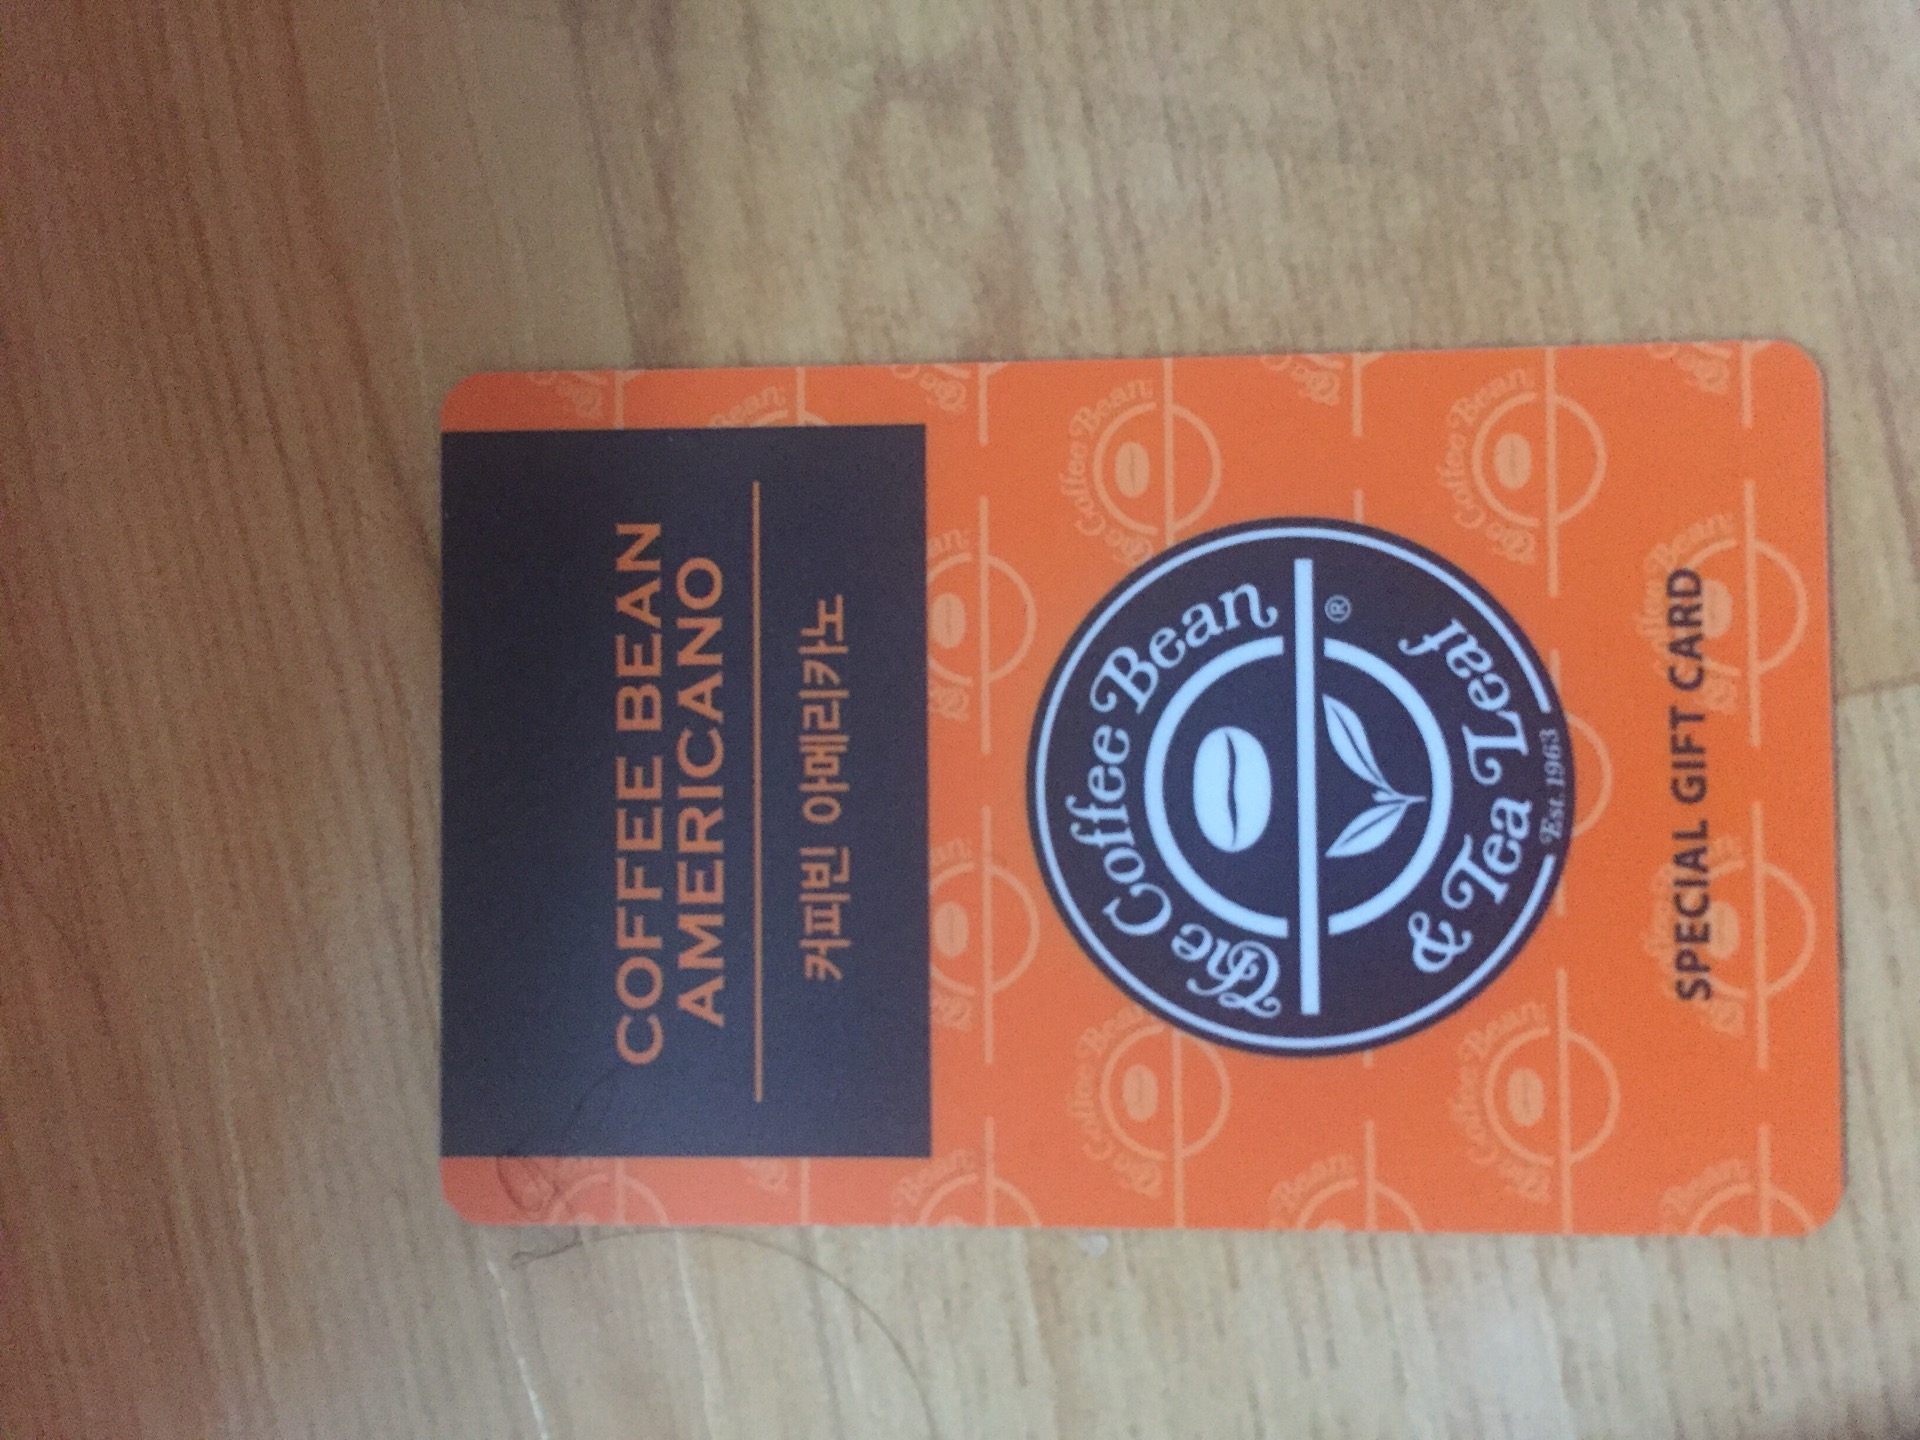 COFFEE BEAN
AMERICANO
커피빈 아메리카노
The Coffee Bean
®
& Tea Leaf
Est. 1963
SPECIAL GIFT CARD